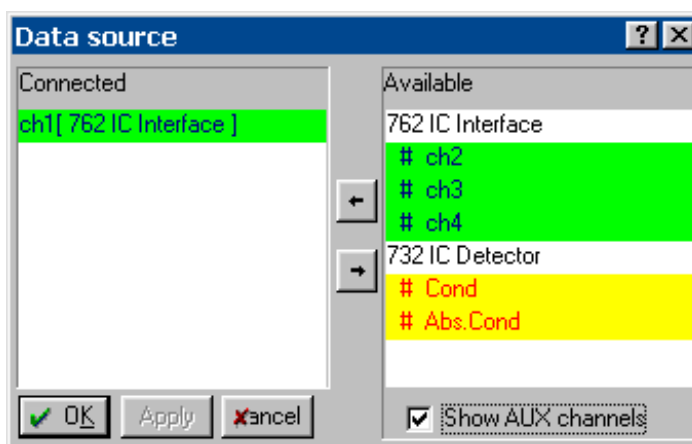 Data source
Connected
ch1[ 762 IC Interface ]
Available
762 IC Interface
# ch2
# ch3
# ch4
732 IC Detector
# Cond
# Abs.Cond
OK
Apply
Xancel
Show AUX channels